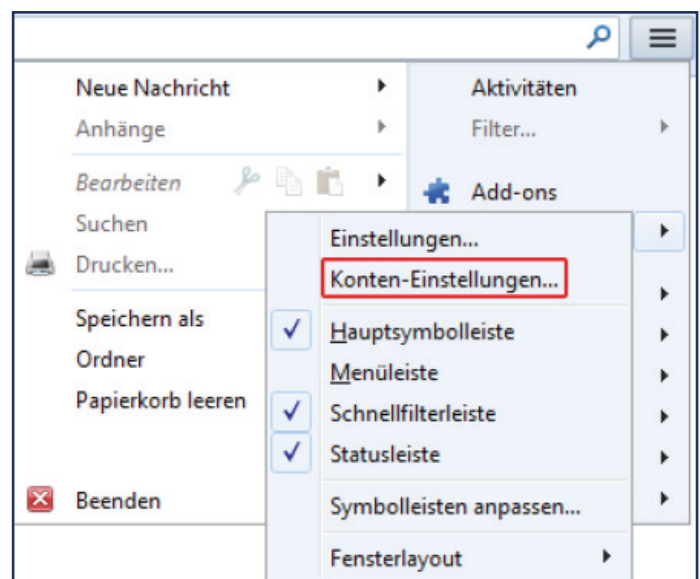 Neue Nachricht
Anhänge
Bearbeiten
Suchen
Drucken...
Speichern als
Ordner
Papierkorb leeren
Beenden
Aktivitäten
Filter...
Add-ons
Einstellungen...
Konten-Einstellungen...
Hauptsymbolleiste
Menüleiste
Schnellfilterleiste
Statusleiste
Symbolleisten anpassen...
Fensterlayout